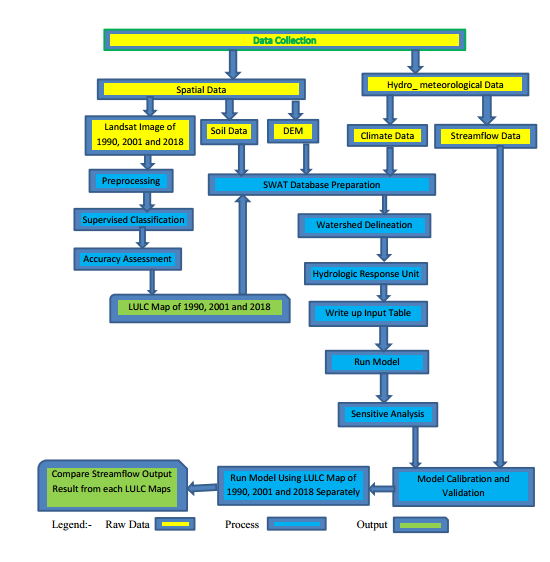 Data Collection
Spatial Data
Hydro_ meteorological Data
Landsat Image of
1990, 2001 and 2018
Soil Data
DEM
Climate Data
Streamflow Data
Preprocessing
SWAT Database Preparation
Supervised Classification
Watershed Delineation
Accuracy Assessment
Hydrologic Response Unit
LULC Map of 1990, 2001 and 2018
Write up Input Table
Run Model
Sensitive Analysis
Compare Streamflow Output
Result from each LULC Maps
Run Model Using LULC Map of
1990, 2001 and 2018 Separately
Model Calibration and
Validation
Legend:- Raw Data Process Output